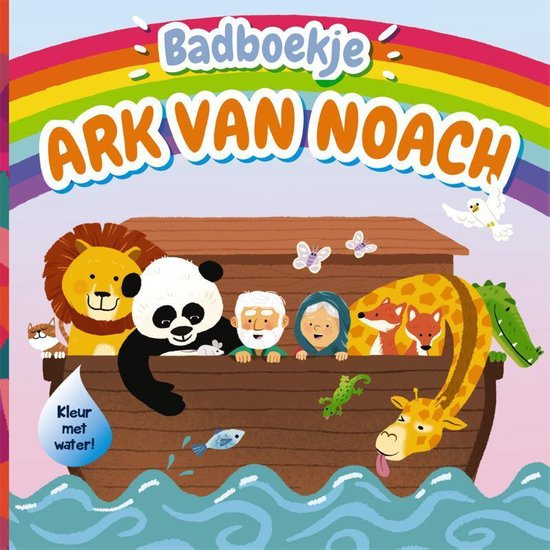 Badboekje
ARK VAN NOACH
Kleur
met
water!